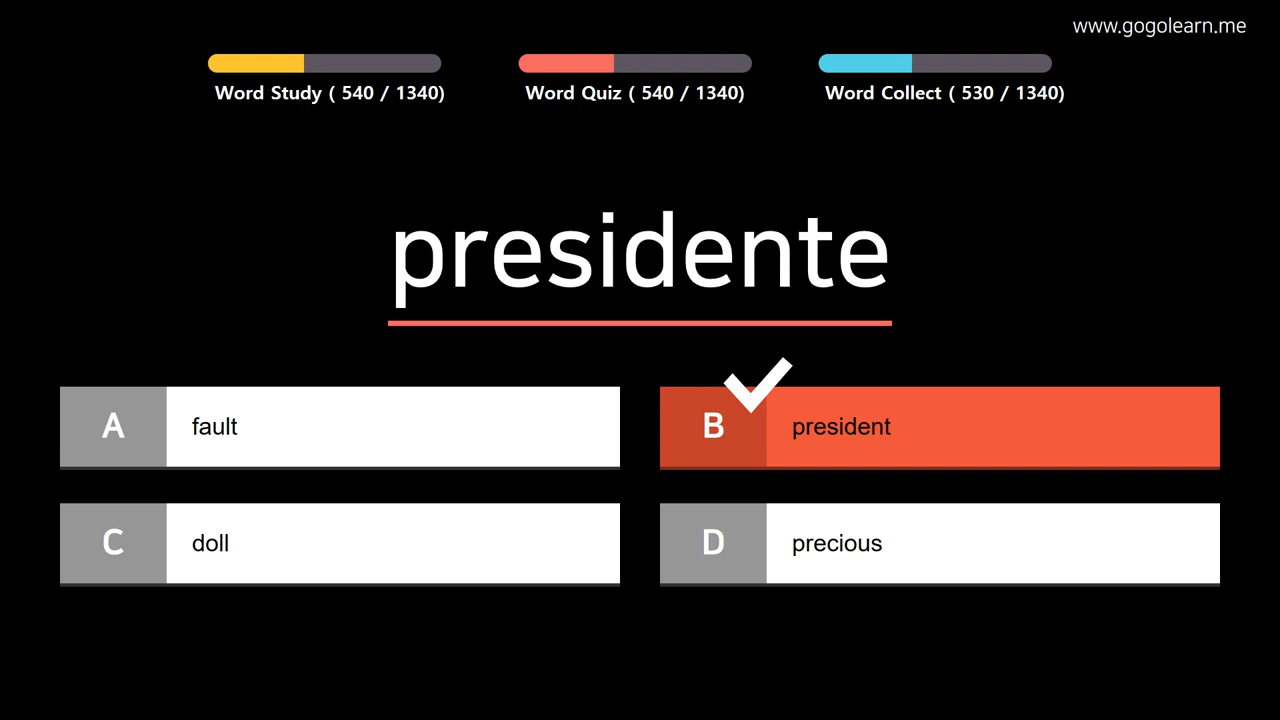 www.gogolearn.me
Word Study ( 540 / 1340)
Word Quiz ( 540 / 1340)
Word Collect ( 530 / 1340)
presidente
A fault
B president
C doll
D precious